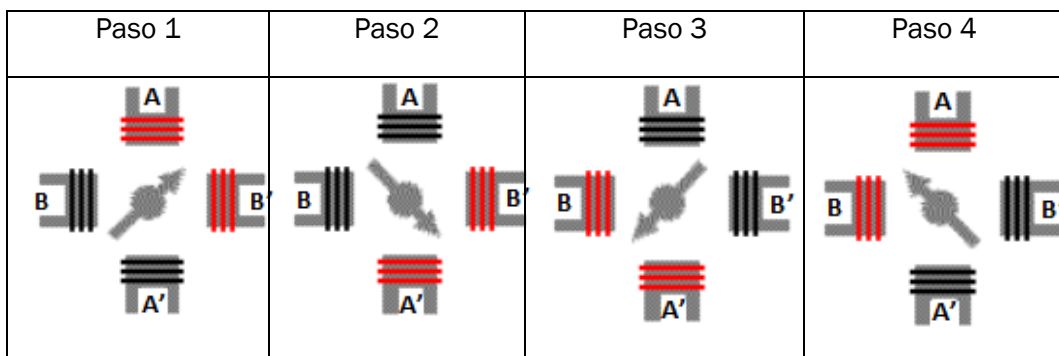 Paso 1 Paso 2 Paso 3 Paso 4
A A A A
B B' B B' B B' B B'
A' A' A' A'